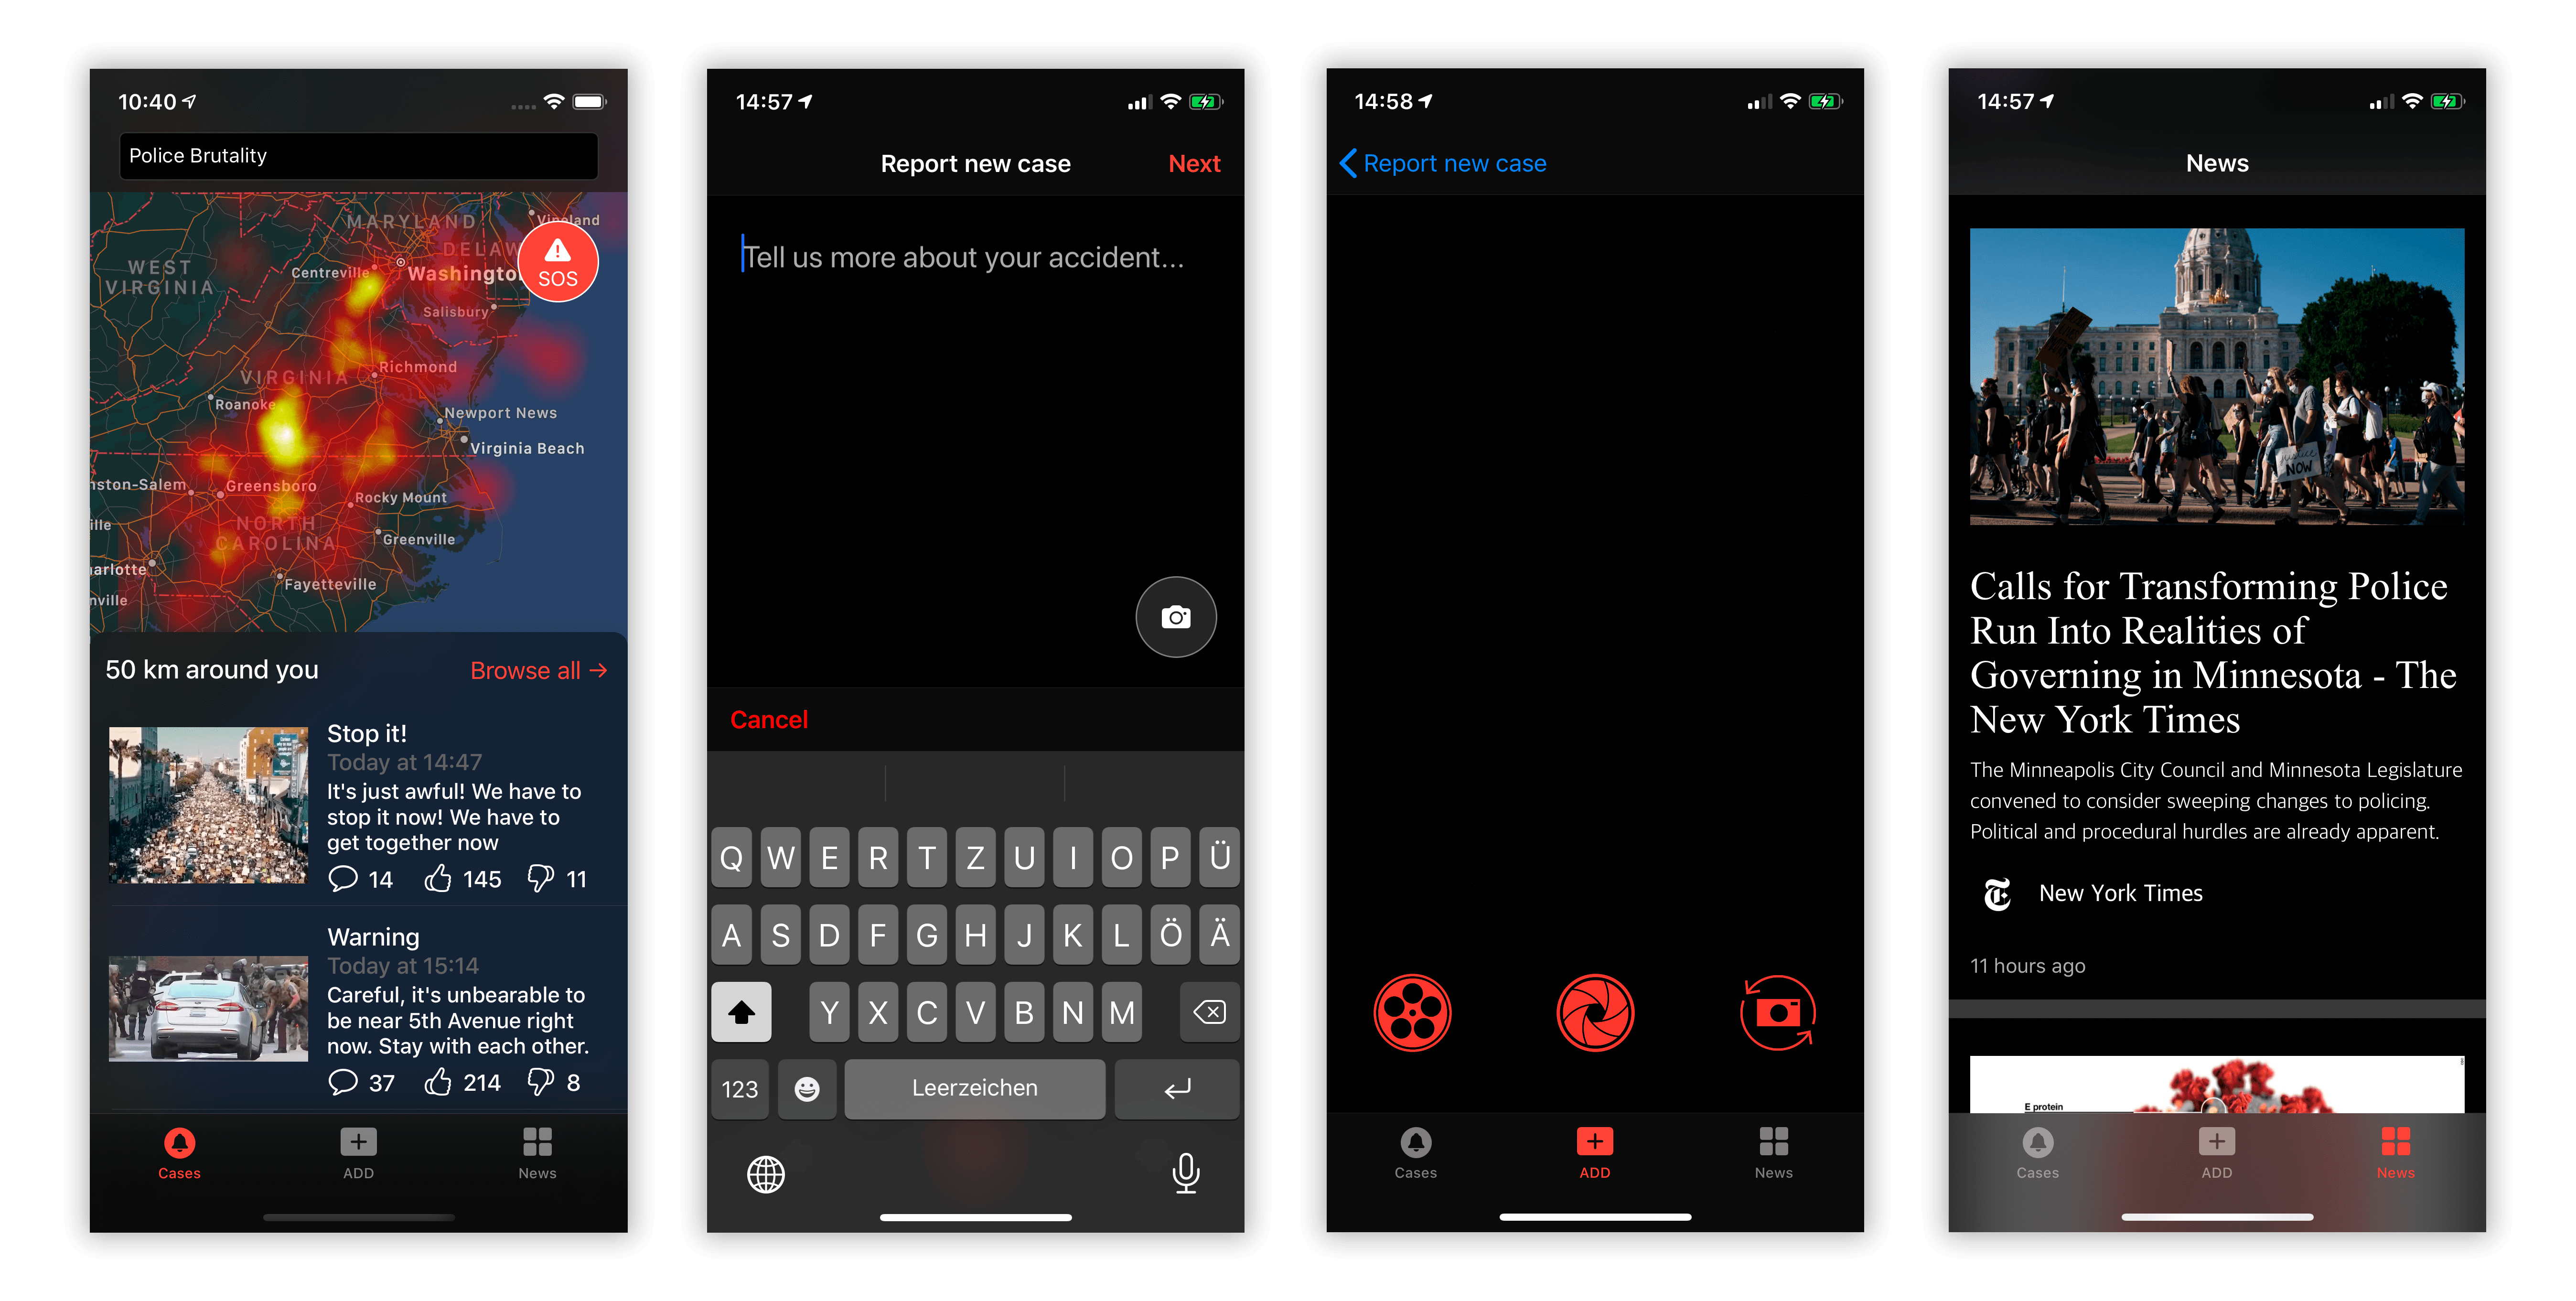 10:40
Police Brutality
MARYLAND
Vineland
DELAW
WEST
VIRGINIA
Centreville
Washingto
SOS
Salisbury
VIRGINIA
Richmond
Roanoke
Newport News
Virginia Beach
nston-Salem
Greensboro
Rocky Mount
ille
NORTH
CAROLINA
Greenville
arlotte
Fayetteville
nville
50 km around you
Browse all →
Stop it!
Today at 14:47
It's just awful! We have to
stop it now! We have to
get together now
14 145 11
Warning
Today at 15:14
Careful, it's unbearable to
be near 5th Avenue right
now. Stay with each other.
37 214 8
Cases ADD News
14:57
Report new case Next
Tell us more about your accident...
Cancel
Q W E R T Z U I O P Ü
A S D F G H J K L Ö Ä
Y X C V B N M
123 Leerzeichen
14:58
Report new case
Cases ADD News
14:57
News
NOW
Calls for Transforming Police
Run Into Realities of
Governing in Minnesota - The
New York Times
The Minneapolis City Council and Minnesota Legislature
convened to consider sweeping changes to policing.
Political and procedural hurdles are already apparent.
New York Times
11 hours ago
E protein
Cases ADD News